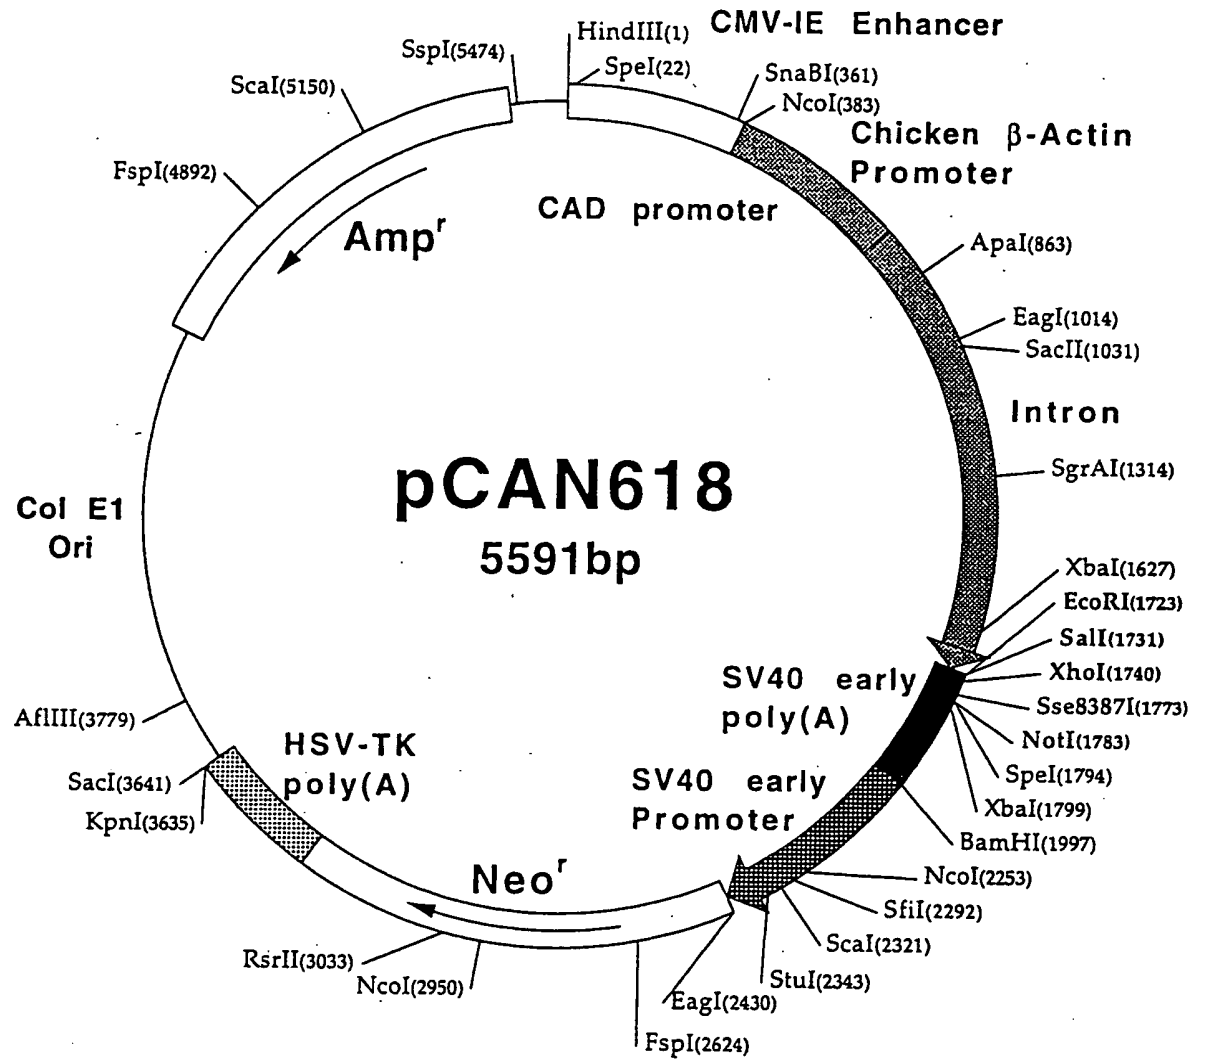 HindIII(1)
CMV-IE Enhancer
SspI(5474)
SpeI(22)
SnaBI(361)
ScaI(5150)
NcoI(383)
Chicken β-Actin
Promoter
FspI(4892)
CAD promoter
Ampr
ApaI(863)
EagI(1014)
SacII(1031)
Intron
SgrAI(1314)
pCAN618
5591bp
Col E1
Ori
XbaI(1627)
EcoRI(1723)
SalI(1731)
XhoI(1740)
SV40 early
poly(A)
Sse8387I(1773)
NotI(1783)
SpeI(1794)
XbaI(1799)
BamHI(1997)
AflIII(3779)
HSV-TK
poly(A)
SV40 early
Promoter
SacI(3641)
KpnI(3635)
Neor
NcoI(2253)
SfiI(2292)
ScaI(2321)
StuI(2343)
RsrII(3033)
NcoI(2950)
EagI(2430)
FspI(2624)